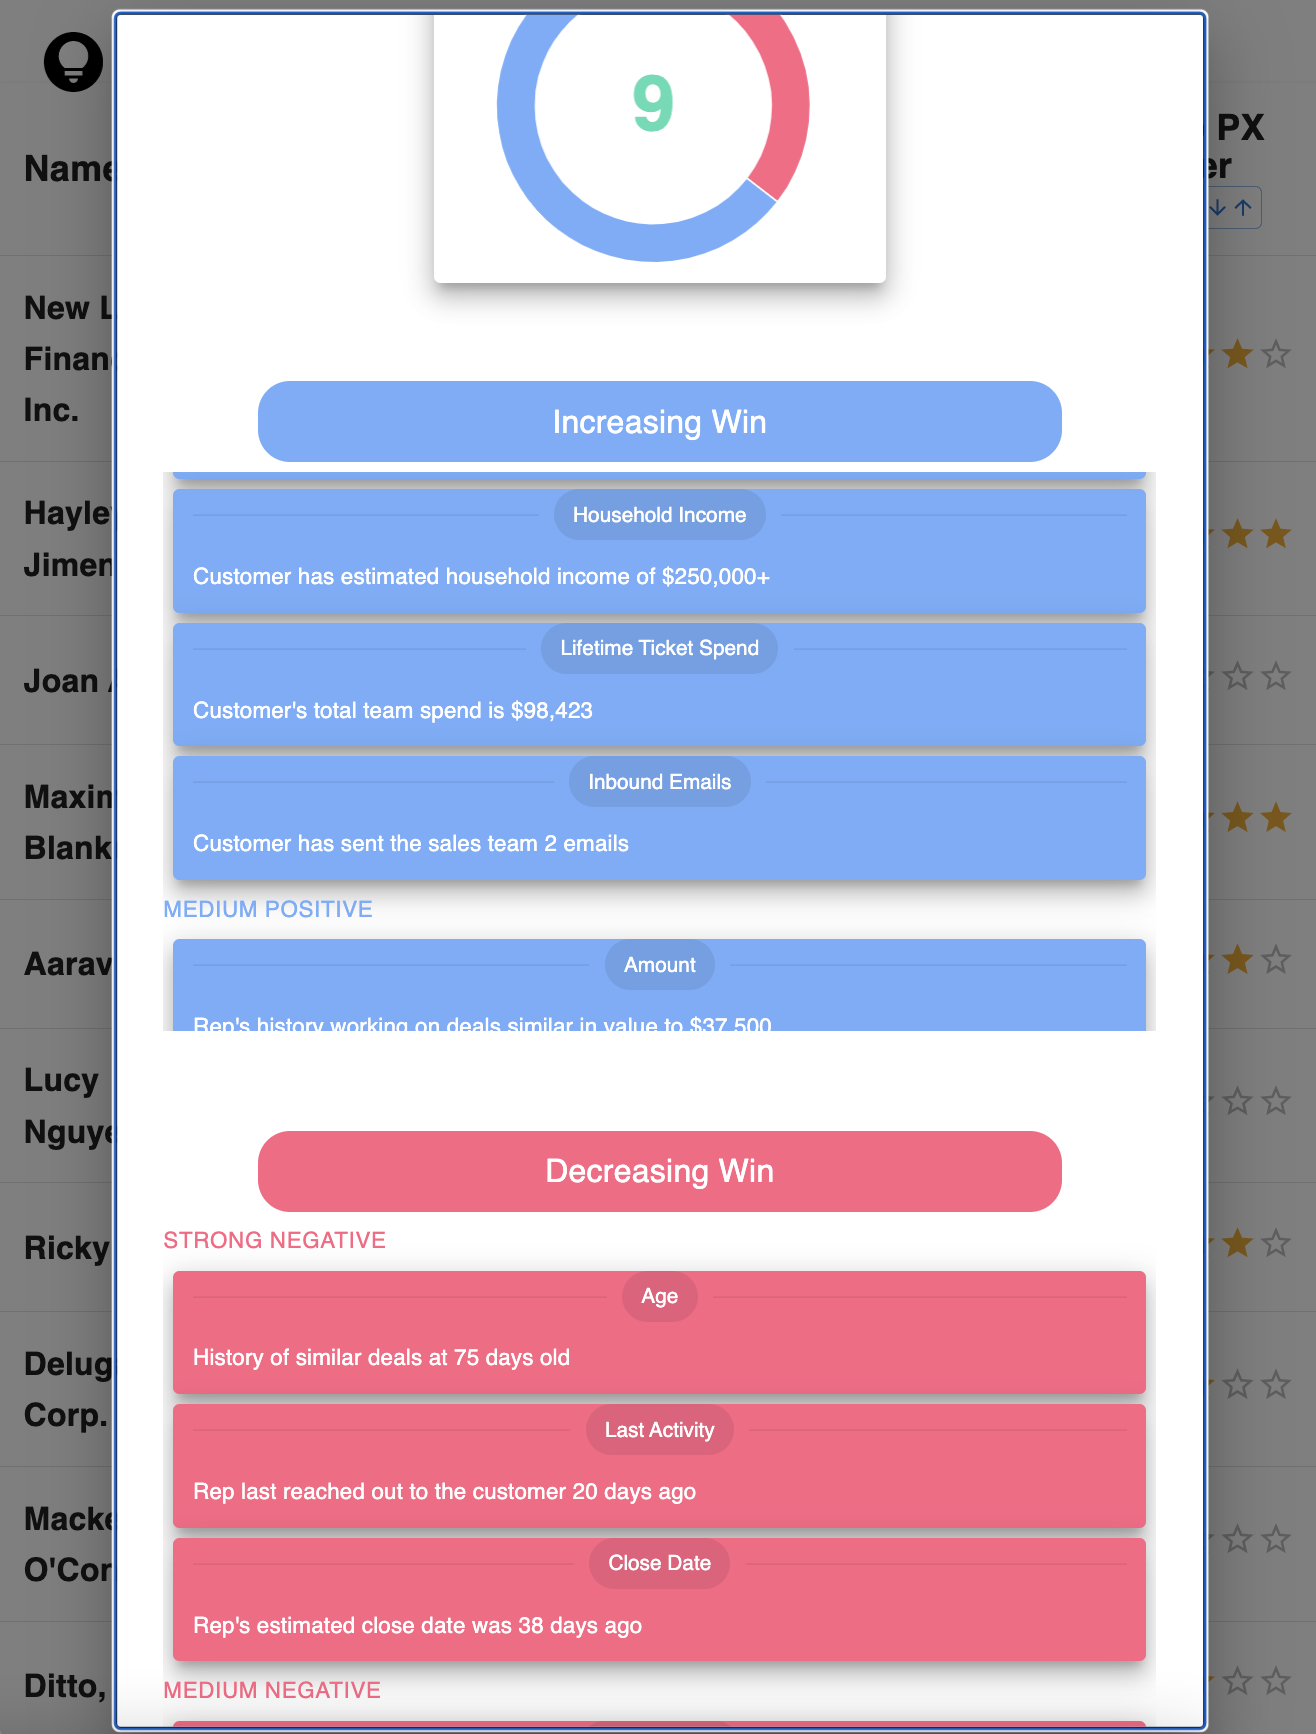 9
PX
er
Name
New L
Finan
Inc.
Increasing Win
Household Income
Customer has estimated household income of $250,000+
Lifetime Ticket Spend
Customer's total team spend is $98,423
Inbound Emails
Customer has sent the sales team 2 emails
MEDIUM POSITIVE
Amount
Rep's history working on deals similar in value to $37,500
Hayle
Jimen
Joan
Maxin
Blank
Aarav
Lucy
Nguye
Decreasing Win
STRONG NEGATIVE
Age
History of similar deals at 75 days old
Last Activity
Rep last reached out to the customer 20 days ago
Close Date
Rep's estimated close date was 38 days ago
MEDIUM NEGATIVE
Ricky
Delug
Corp.
Macke
O'Con
Ditto,